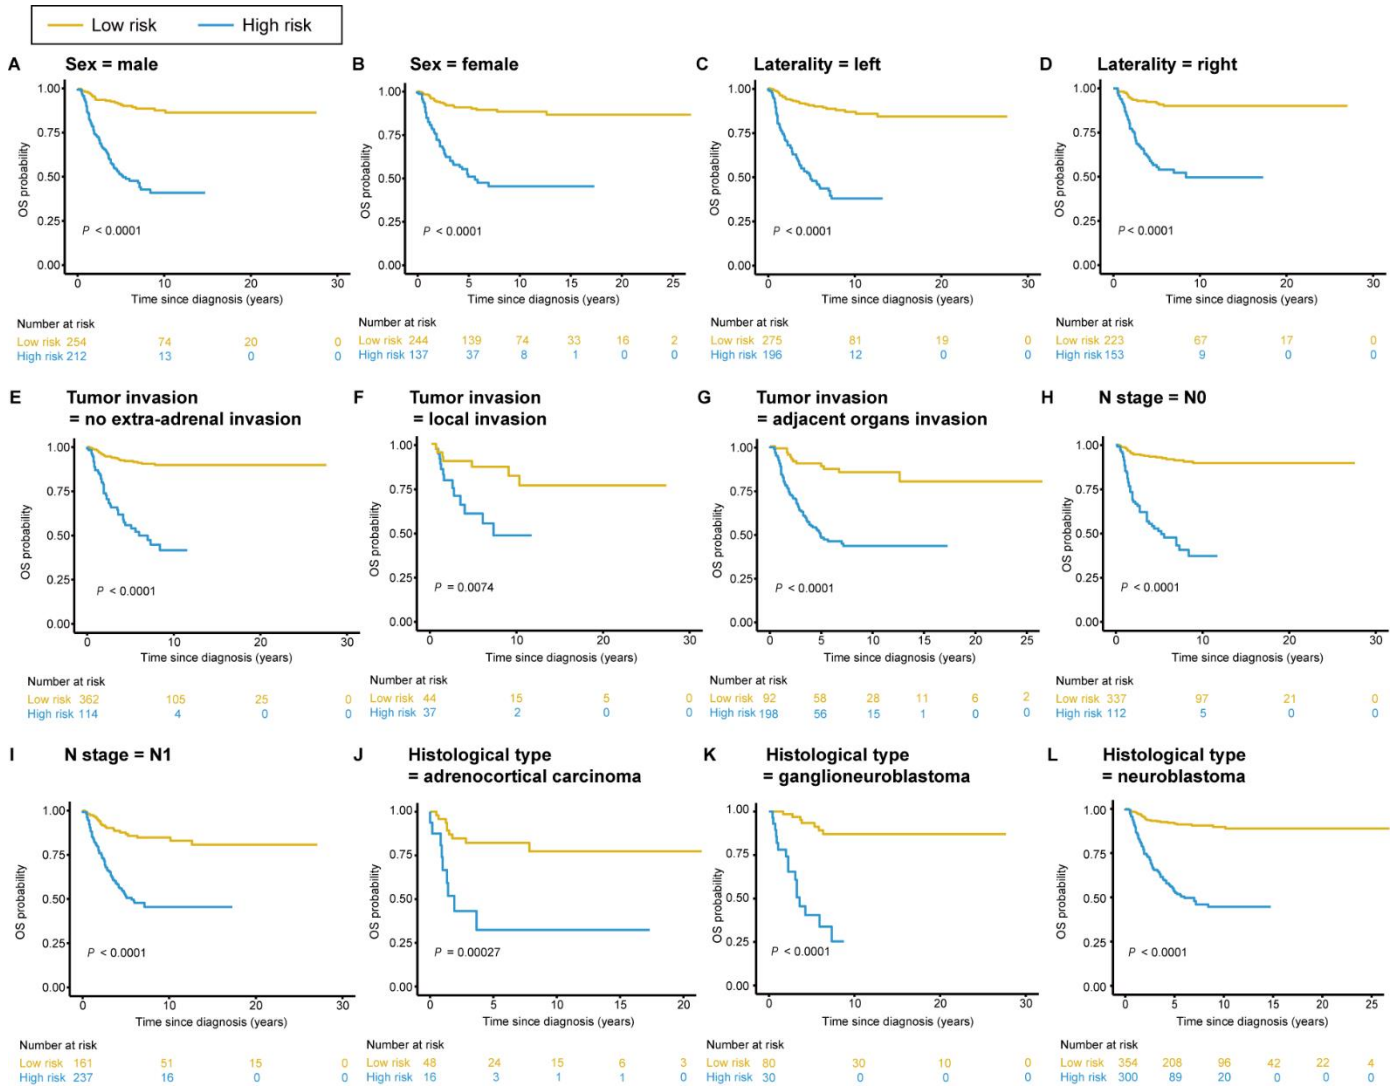 Low risk High risk
A Sex = male
OS probability
1.00
0.75
0.50
0.25
0.00
P < 0.0001
0 10 20 30
Time since diagnosis (years)
Number at risk
Low risk 254 74 20 0
High risk 212 13 0 0
B Sex = female
OS probability
1.00
0.75
0.50
0.25
0.00
P < 0.0001
0 5 10 15 20 25
Time since diagnosis (years)
Number at risk
Low risk 244 139 74 33 16 2
High risk 137 37 8 1 0 0
C Laterality = left
OS probability
1.00
0.75
0.50
0.25
0.00
P < 0.0001
0 10 20 30
Time since diagnosis (years)
Number at risk
Low risk 275 81 19 0
High risk 196 12 0 0
D Laterality = right
OS probability
1.00
0.75
0.50
0.25
0.00
P < 0.0001
0 10 20 30
Time since diagnosis (years)
Number at risk
Low risk 223 67 17 0
High risk 153 9 0 0
E Tumor invasion
= no extra-adrenal invasion
OS probability
1.00
0.75
0.50
0.25
0.00
P < 0.0001
0 10 20 30
Time since diagnosis (years)
Number at risk
Low risk 362 105 25 0
High risk 114 4 0 0
F Tumor invasion
= local invasion
OS probability
1.00
0.75
0.50
0.25
0.00
P = 0.0074
0 10 20 30
Time since diagnosis (years)
Number at risk
Low risk 44 15 5 0
High risk 37 2 0 0
G Tumor invasion
= adjacent organs invasion
OS probability
1.00
0.75
0.50
0.25
0.00
P < 0.0001
0 5 10 15 20 25
Time since diagnosis (years)
Number at risk
Low risk 92 58 28 11 6 2
High risk 198 56 15 1 0 0
H N stage = N0
OS probability
1.00
0.75
0.50
0.25
0.00
P < 0.0001
0 10 20 30
Time since diagnosis (years)
Number at risk
Low risk 337 97 21 0
High risk 112 5 0 0
I N stage = N1
OS probability
1.00
0.75
0.50
0.25
0.00
P < 0.0001
0 10 20 30
Time since diagnosis (years)
Number at risk
Low risk 161 51 15 0
High risk 237 16 0 0
J Histological type
= adrenocortical carcinoma
OS probability
1.00
0.75
0.50
0.25
0.00
P = 0.00027
0 5 10 15 20
Time since diagnosis (years)
Number at risk
Low risk 48 24 15 6 3
High risk 16 3 1 1 0
K Histological type
= ganglioneuroblastoma
OS probability
1.00
0.75
0.50
0.25
0.00
P < 0.0001
0 10 20 30
Time since diagnosis (years)
Number at risk
Low risk 80 30 10 0
High risk 30 0 0 0
L Histological type
= neuroblastoma
OS probability
1.00
0.75
0.50
0.25
0.00
P < 0.0001
0 5 10 15 20 25
Time since diagnosis (years)
Number at risk
Low risk 354 208 96 42 22 4
High risk 300 89 20 0 0 0